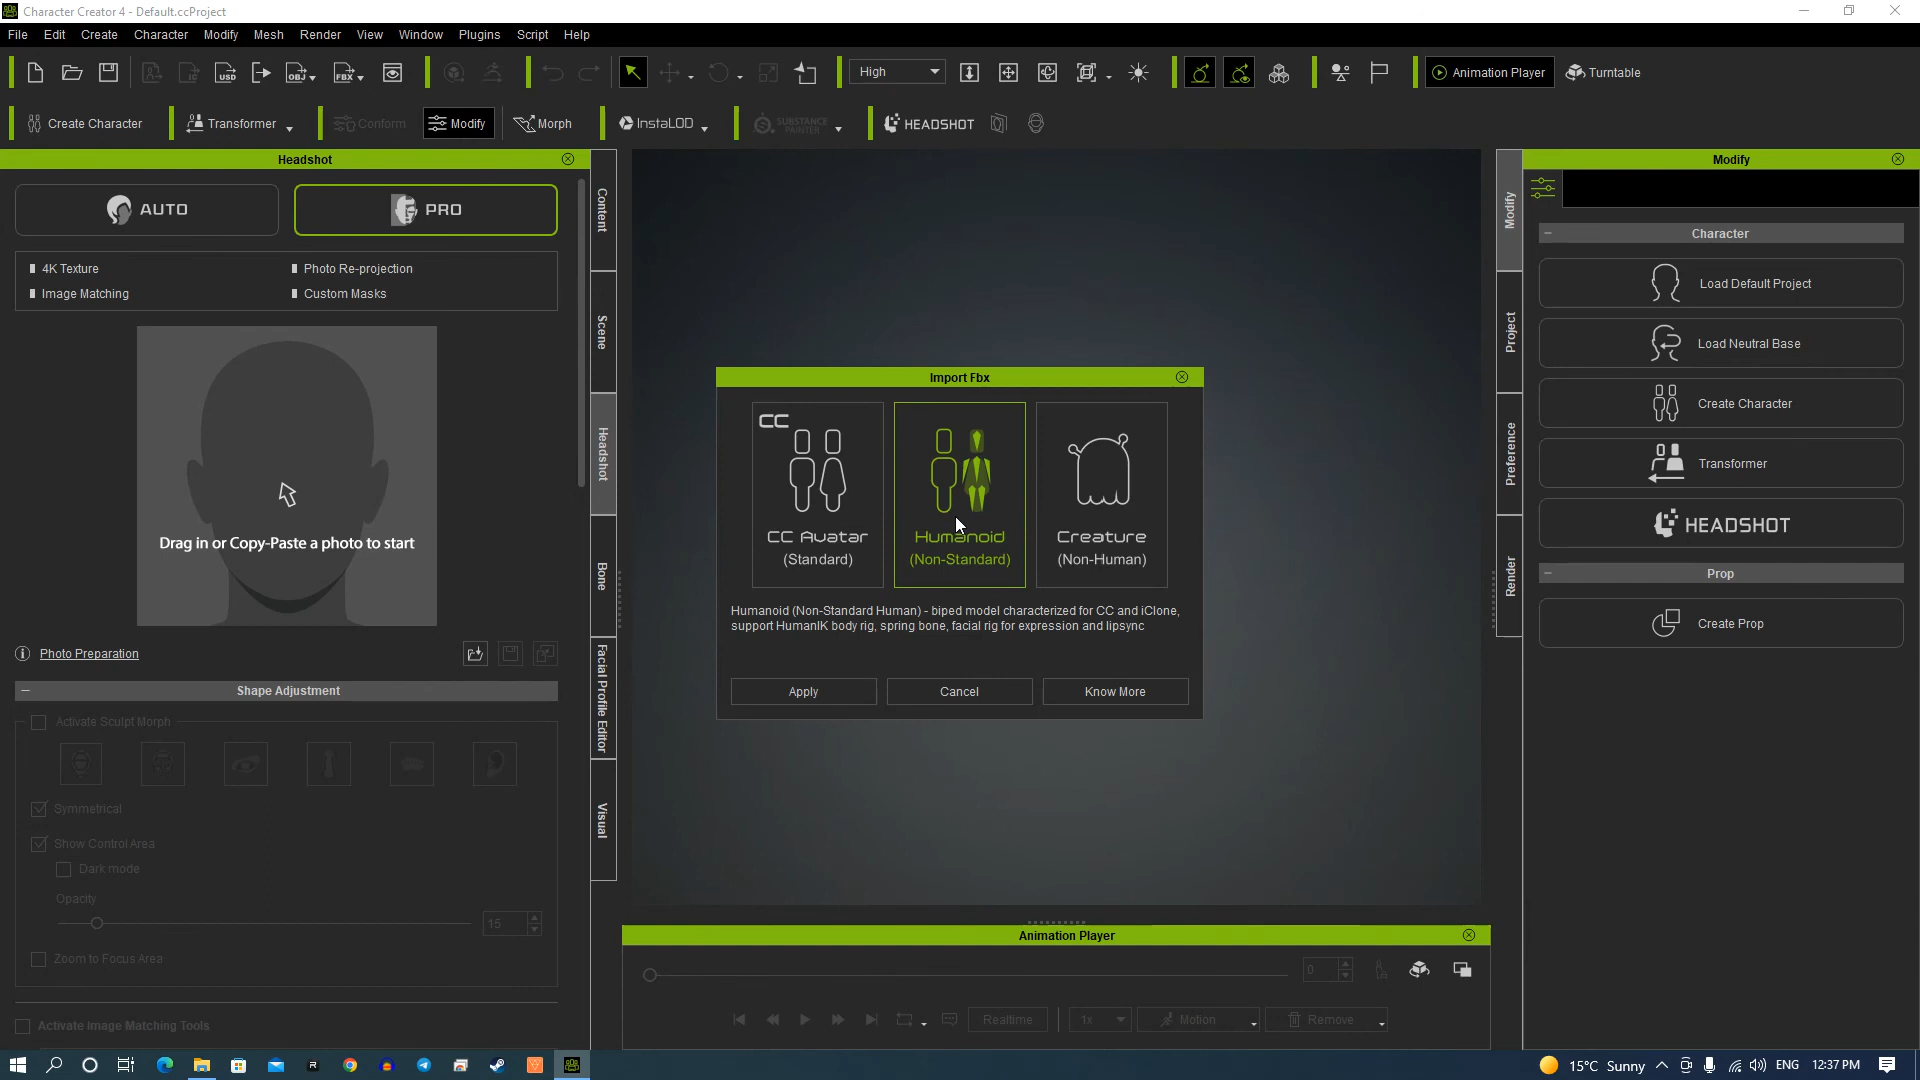 Character Creator 4 - Default.ccProject
File Edit Create Character Modify Mesh Render View Window Plugins Script Help
USD OBJ FBX High Animation Player Turntable
Create Character Transformer Conform Modify Morph InstaLOD SUBSTANCE PAINTER HEADSHOT
Headshot
AUTO PRO
4K Texture Photo Re-projection
Image Matching Custom Masks
Drag in or Copy-Paste a photo to start
Photo Preparation
Shape Adjustment
Activate Sculpt Morph
Symmetrical
Show Control Area
Dark mode
Opacity
15
Zoom to Focus Area
Activate Image Matching Tools
Content
Scene
Headshot
Bone
Facial Profile Editor
Visual
Import Fbx
CC
CC Avatar
(Standard)
Humanoid
(Non-Standard)
Creature
(Non-Human)
Humanoid (Non-Standard Human) - biped model characterized for CC and iClone,
support HumanIK body rig, spring bone, facial rig for expression and lipsync
Apply Cancel Know More
Animation Player
0
Realtime 1x Motion Remove
Modify
Project
Preference
Render
Modify
Character
Load Default Project
Load Neutral Base
Create Character
Transformer
HEADSHOT
Prop
Create Prop
15°C Sunny ENG 12:37 PM